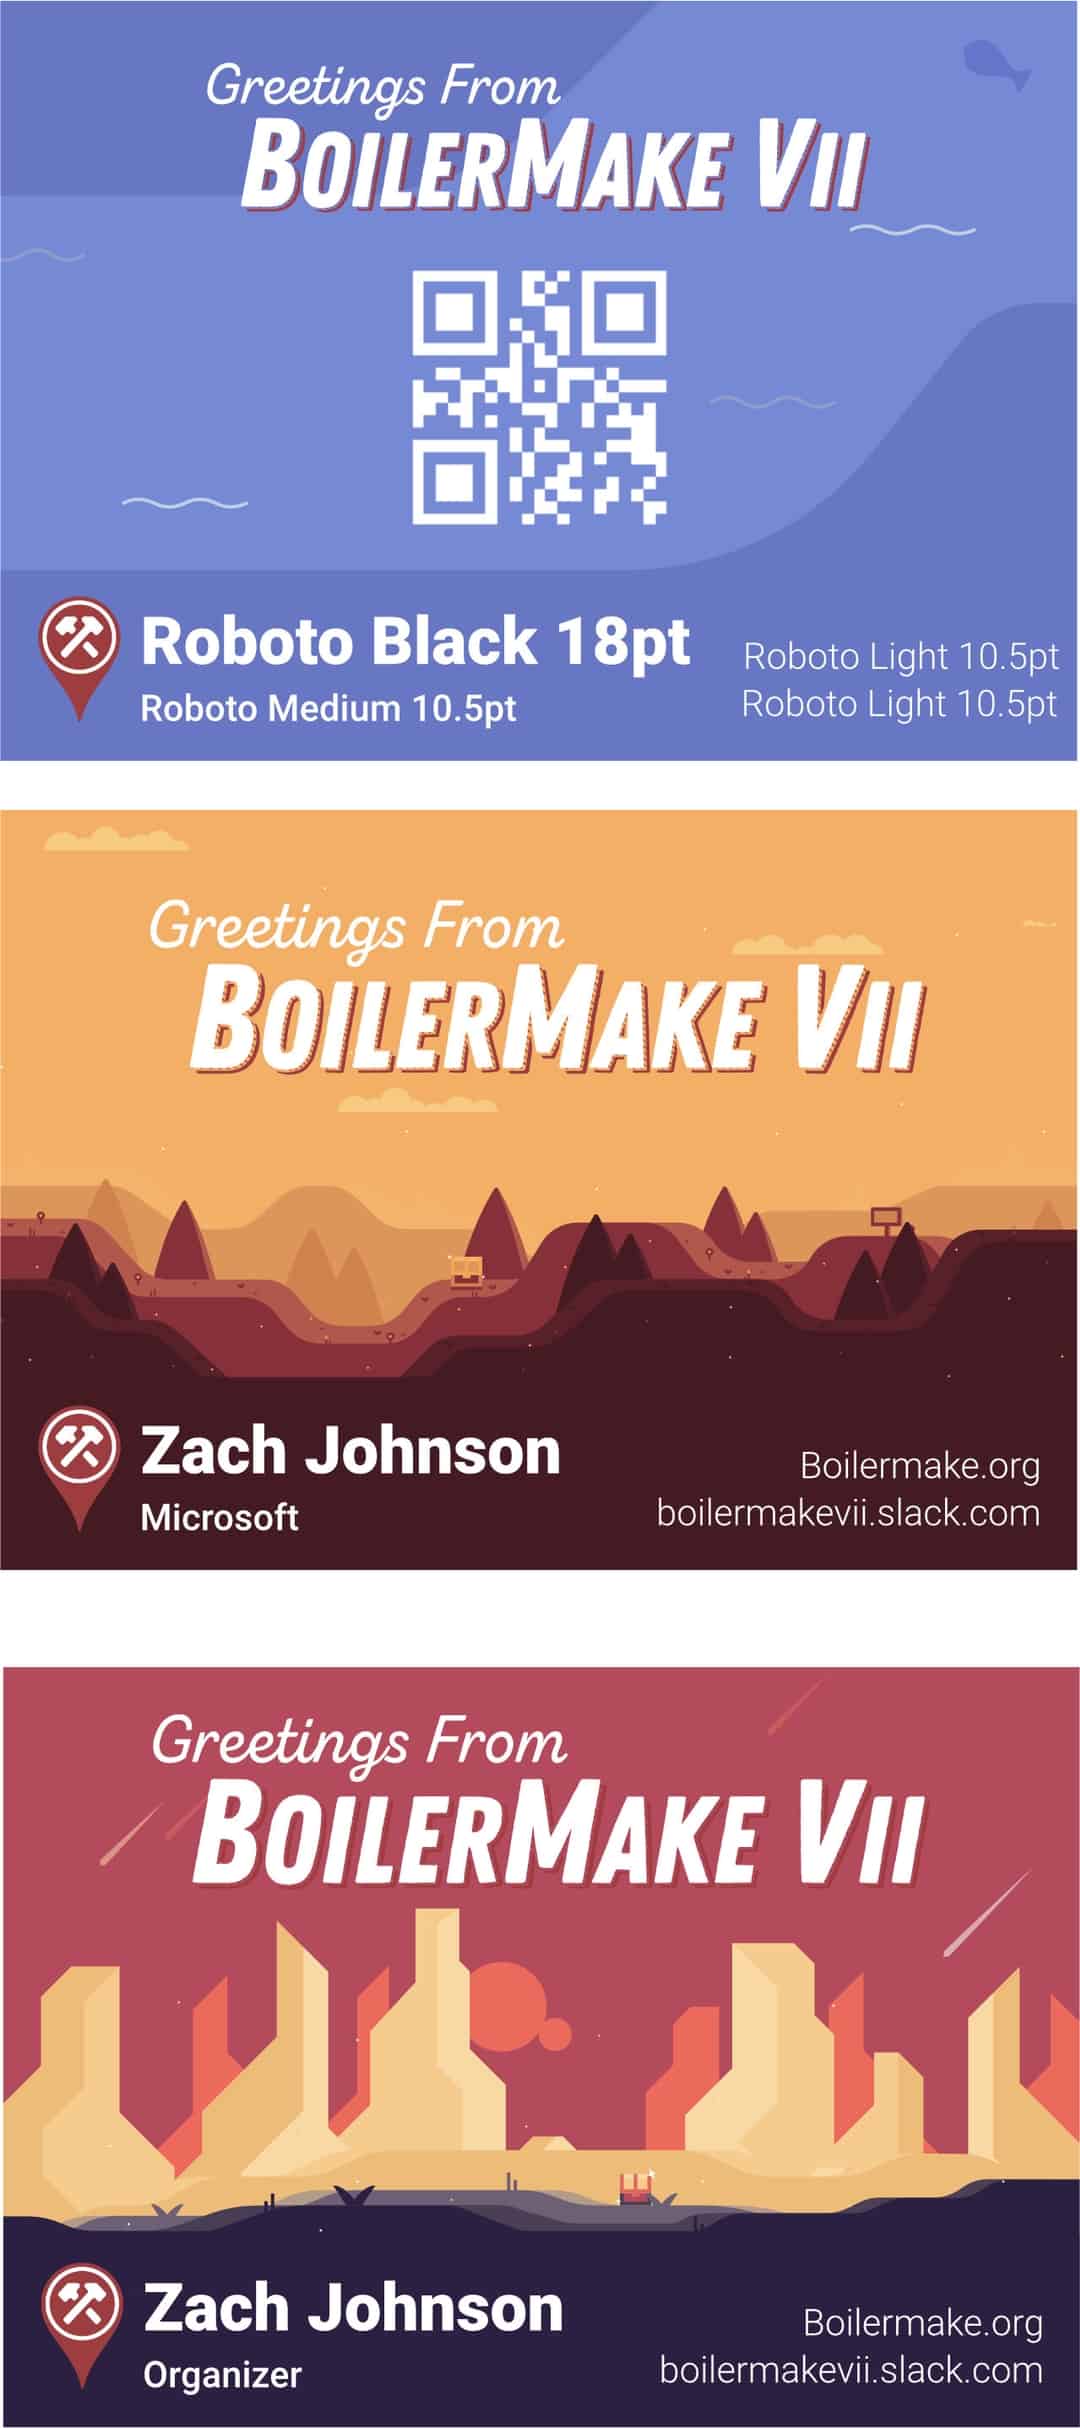 Greetings From
BOILERMAKE VII
Roboto Black 18pt
Roboto Medium 10.5pt
Roboto Light 10.5pt
Roboto Light 10.5pt
Greetings From
BOILERMAKE VII
Zach Johnson
Microsoft
Boilermake.org
boilermakevii.slack.com
Greetings From
BOILERMAKE VII
Zach Johnson
Organizer
Boilermake.org
boilermakevii.slack.com